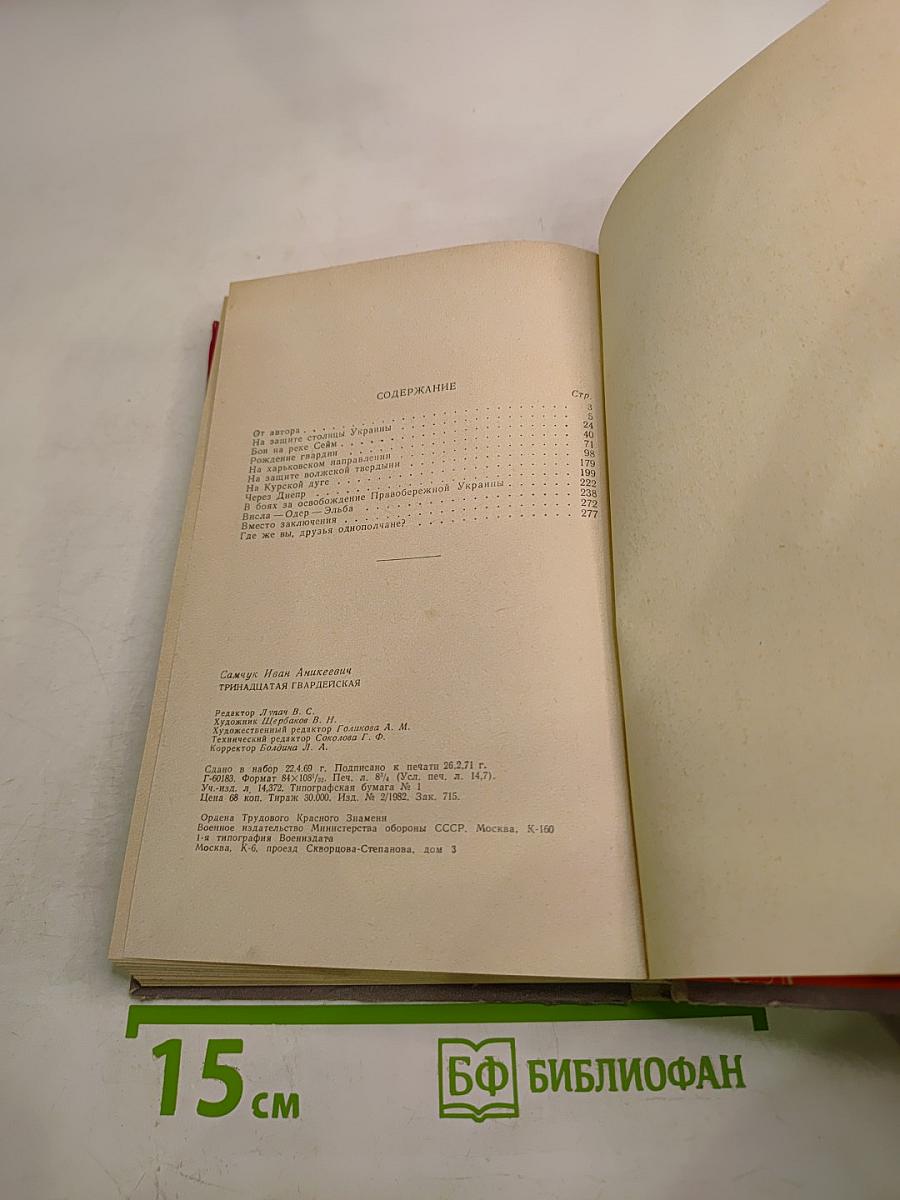 СОДЕРЖАНИЕ
Стр.
От автора 3
На защите столицы Украины 5
Бои на реке Сейм 24
Рождение гвардии 40
На харьковском направлении 71
На защите волжской твердыни 98
На Курской дуге 179
Через Днепр 199
В боях за освобождение Правобережной Украины 222
Висла — Одер — Эльба 238
Вместо заключения 272
Где же вы, друзья однополчане? 277
Самчук Иван Аникеевич
ТРИНАДЦАТАЯ ГВАРДЕЙСКАЯ
Редактор Лупач В. С.
Художник Щербаков В. Н.
Художественный редактор Голикова А. М.
Технический редактор Соколова Г. Ф.
Корректор Болдина Л. А.
Сдано в набор 22.4.69 г. Подписано к печати 26.2.71 г.
Г-60183. Формат 84×108¹/₃₂. Печ. л. 8³/₄ (Усл. печ. л. 14,7).
Уч.-изд. л. 14,372. Типографская бумага № 1
Цена 68 коп. Тираж 30.000. Изд. № 2/1982. Зак. 715.
Ордена Трудового Красного Знамени
Военное издательство Министерства обороны СССР. Москва, К-160
1-я типография Воениздата
Москва, К-6, проезд Скворцова-Степанова, дом 3
15 см
БФ БИБЛИОФАН